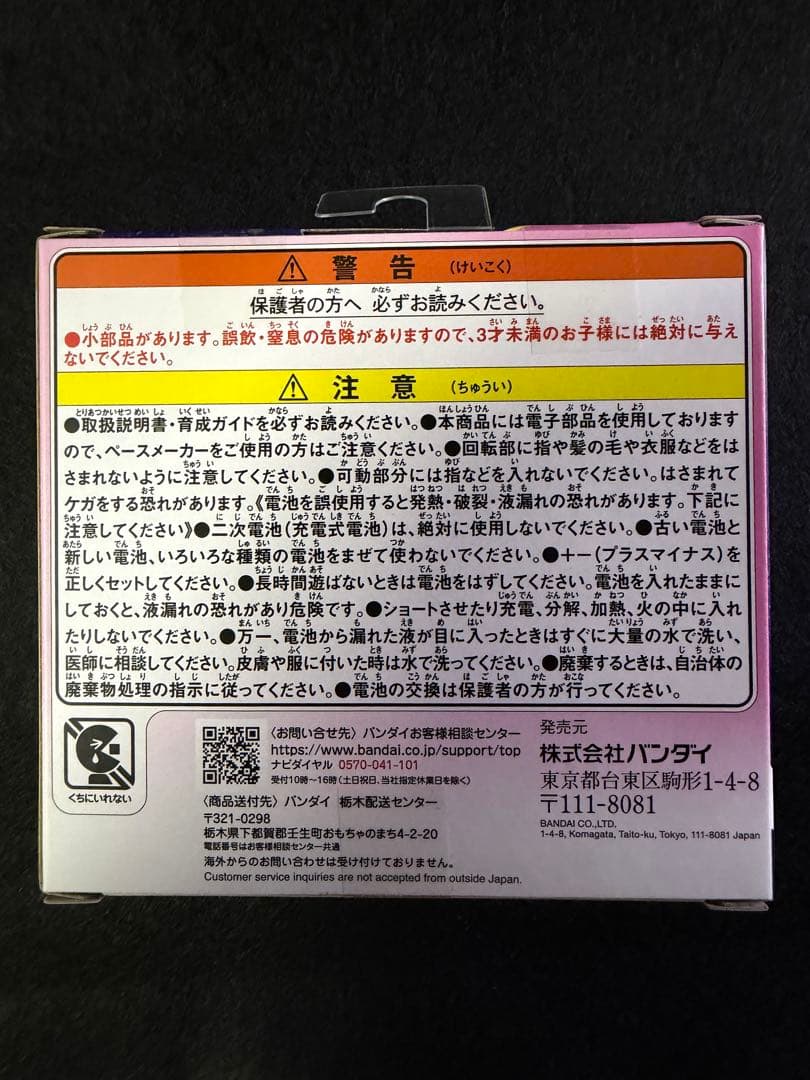 警告 (けいこく)
保護者の方へ 必ずお読みください。
●小部品があります。誤飲・窒息の危険がありますので、3才未満のお子様には絶対に与え
ないでください。
注意 (ちゅうい)
●取扱説明書・育成ガイドを必ずお読みください。●本商品には電子部品を使用しております
ので、ペースメーカーをご使用の方はご注意ください。●回転部に指や髪の毛や衣服などをは
さまれないように注意してください。●可動部分には指などを入れないでください。はさまれて
ケガをする恐れがあります。《電池を誤使用すると発熱・破裂・液漏れの恐れがあります。下記に
注意してください》●二次電池(充電式電池)は、絶対に使用しないでください。●古い電池と
新しい電池、いろいろな種類の電池をまぜて使わないでください。●+-(プラスマイナス)を
正しくセットしてください。●長時間遊ばないときは電池をはずしてください。電池を入れたままに
しておくと、液漏れの恐れがあり危険です。●ショートさせたり充電、分解、加熱、火の中に入れ
たりしないでください。●万一、電池から漏れた液が目に入ったときはすぐに大量の水で洗い、
医師に相談してください。皮膚や服に付いた時は水で洗ってください。●廃棄するときは、自治体の
廃棄物処理の指示に従ってください。●電池の交換は保護者の方が行ってください。
くちにいれない
〈お問い合せ先〉バンダイお客様相談センター
https://www.bandai.co.jp/support/top
ナビダイヤル 0570-041-101
受付10時~16時(土日祝日、当社指定休業日を除く)
〈商品送付先〉バンダイ 栃木配送センター
〒321-0298
栃木県下都賀郡壬生町おもちゃのまち4-2-20
電話番号はお客様相談センター共通
海外からのお問い合わせは受け付けておりません。
Customer service inquiries are not accepted from outside Japan.
発売元
株式会社バンダイ
東京都台東区駒形1-4-8
〒111-8081
BANDAI CO.,LTD.
1-4-8, Komagata, Taito-ku, Tokyo, 111-8081 Japan